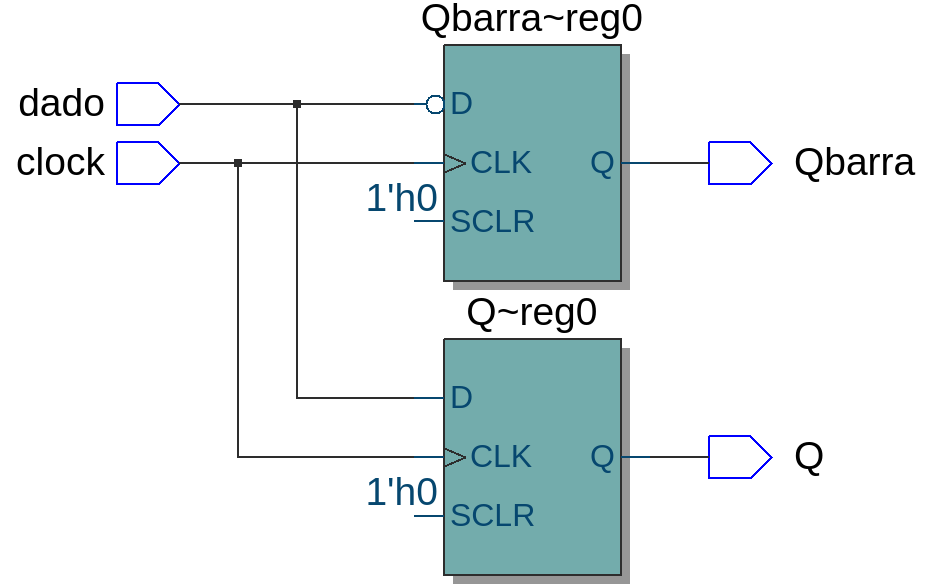 Qbarra~reg0
dado
D
clock
CLK
Q
Qbarra
1'h0
SCLR
Q~reg0
D
CLK
Q
Q
1'h0
SCLR